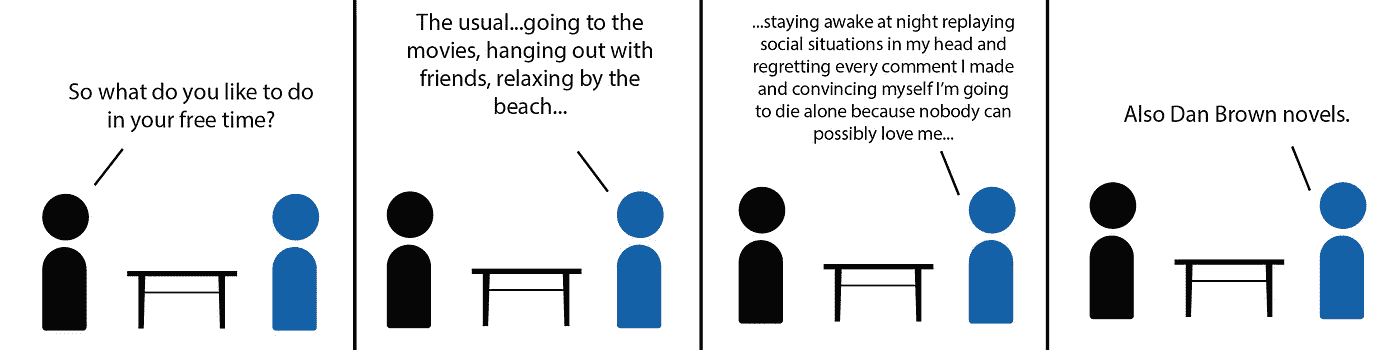 So what do you like to do
in your free time?
The usual...going to the
movies, hanging out with
friends, relaxing by the
beach...
...staying awake at night replaying
social situations in my head and
regretting every comment I made
and convincing myself I'm going
to die alone because nobody can
possibly love me...
Also Dan Brown novels.